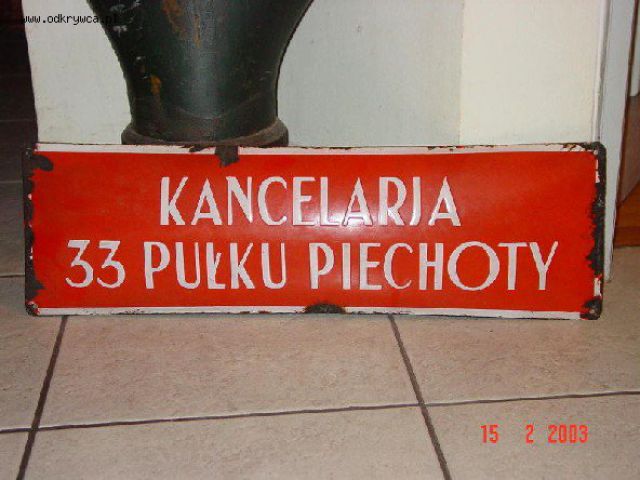 www.odkrywca.pl
KANCELARJA
33 PUŁKU PIECHOTY
15 2 2003